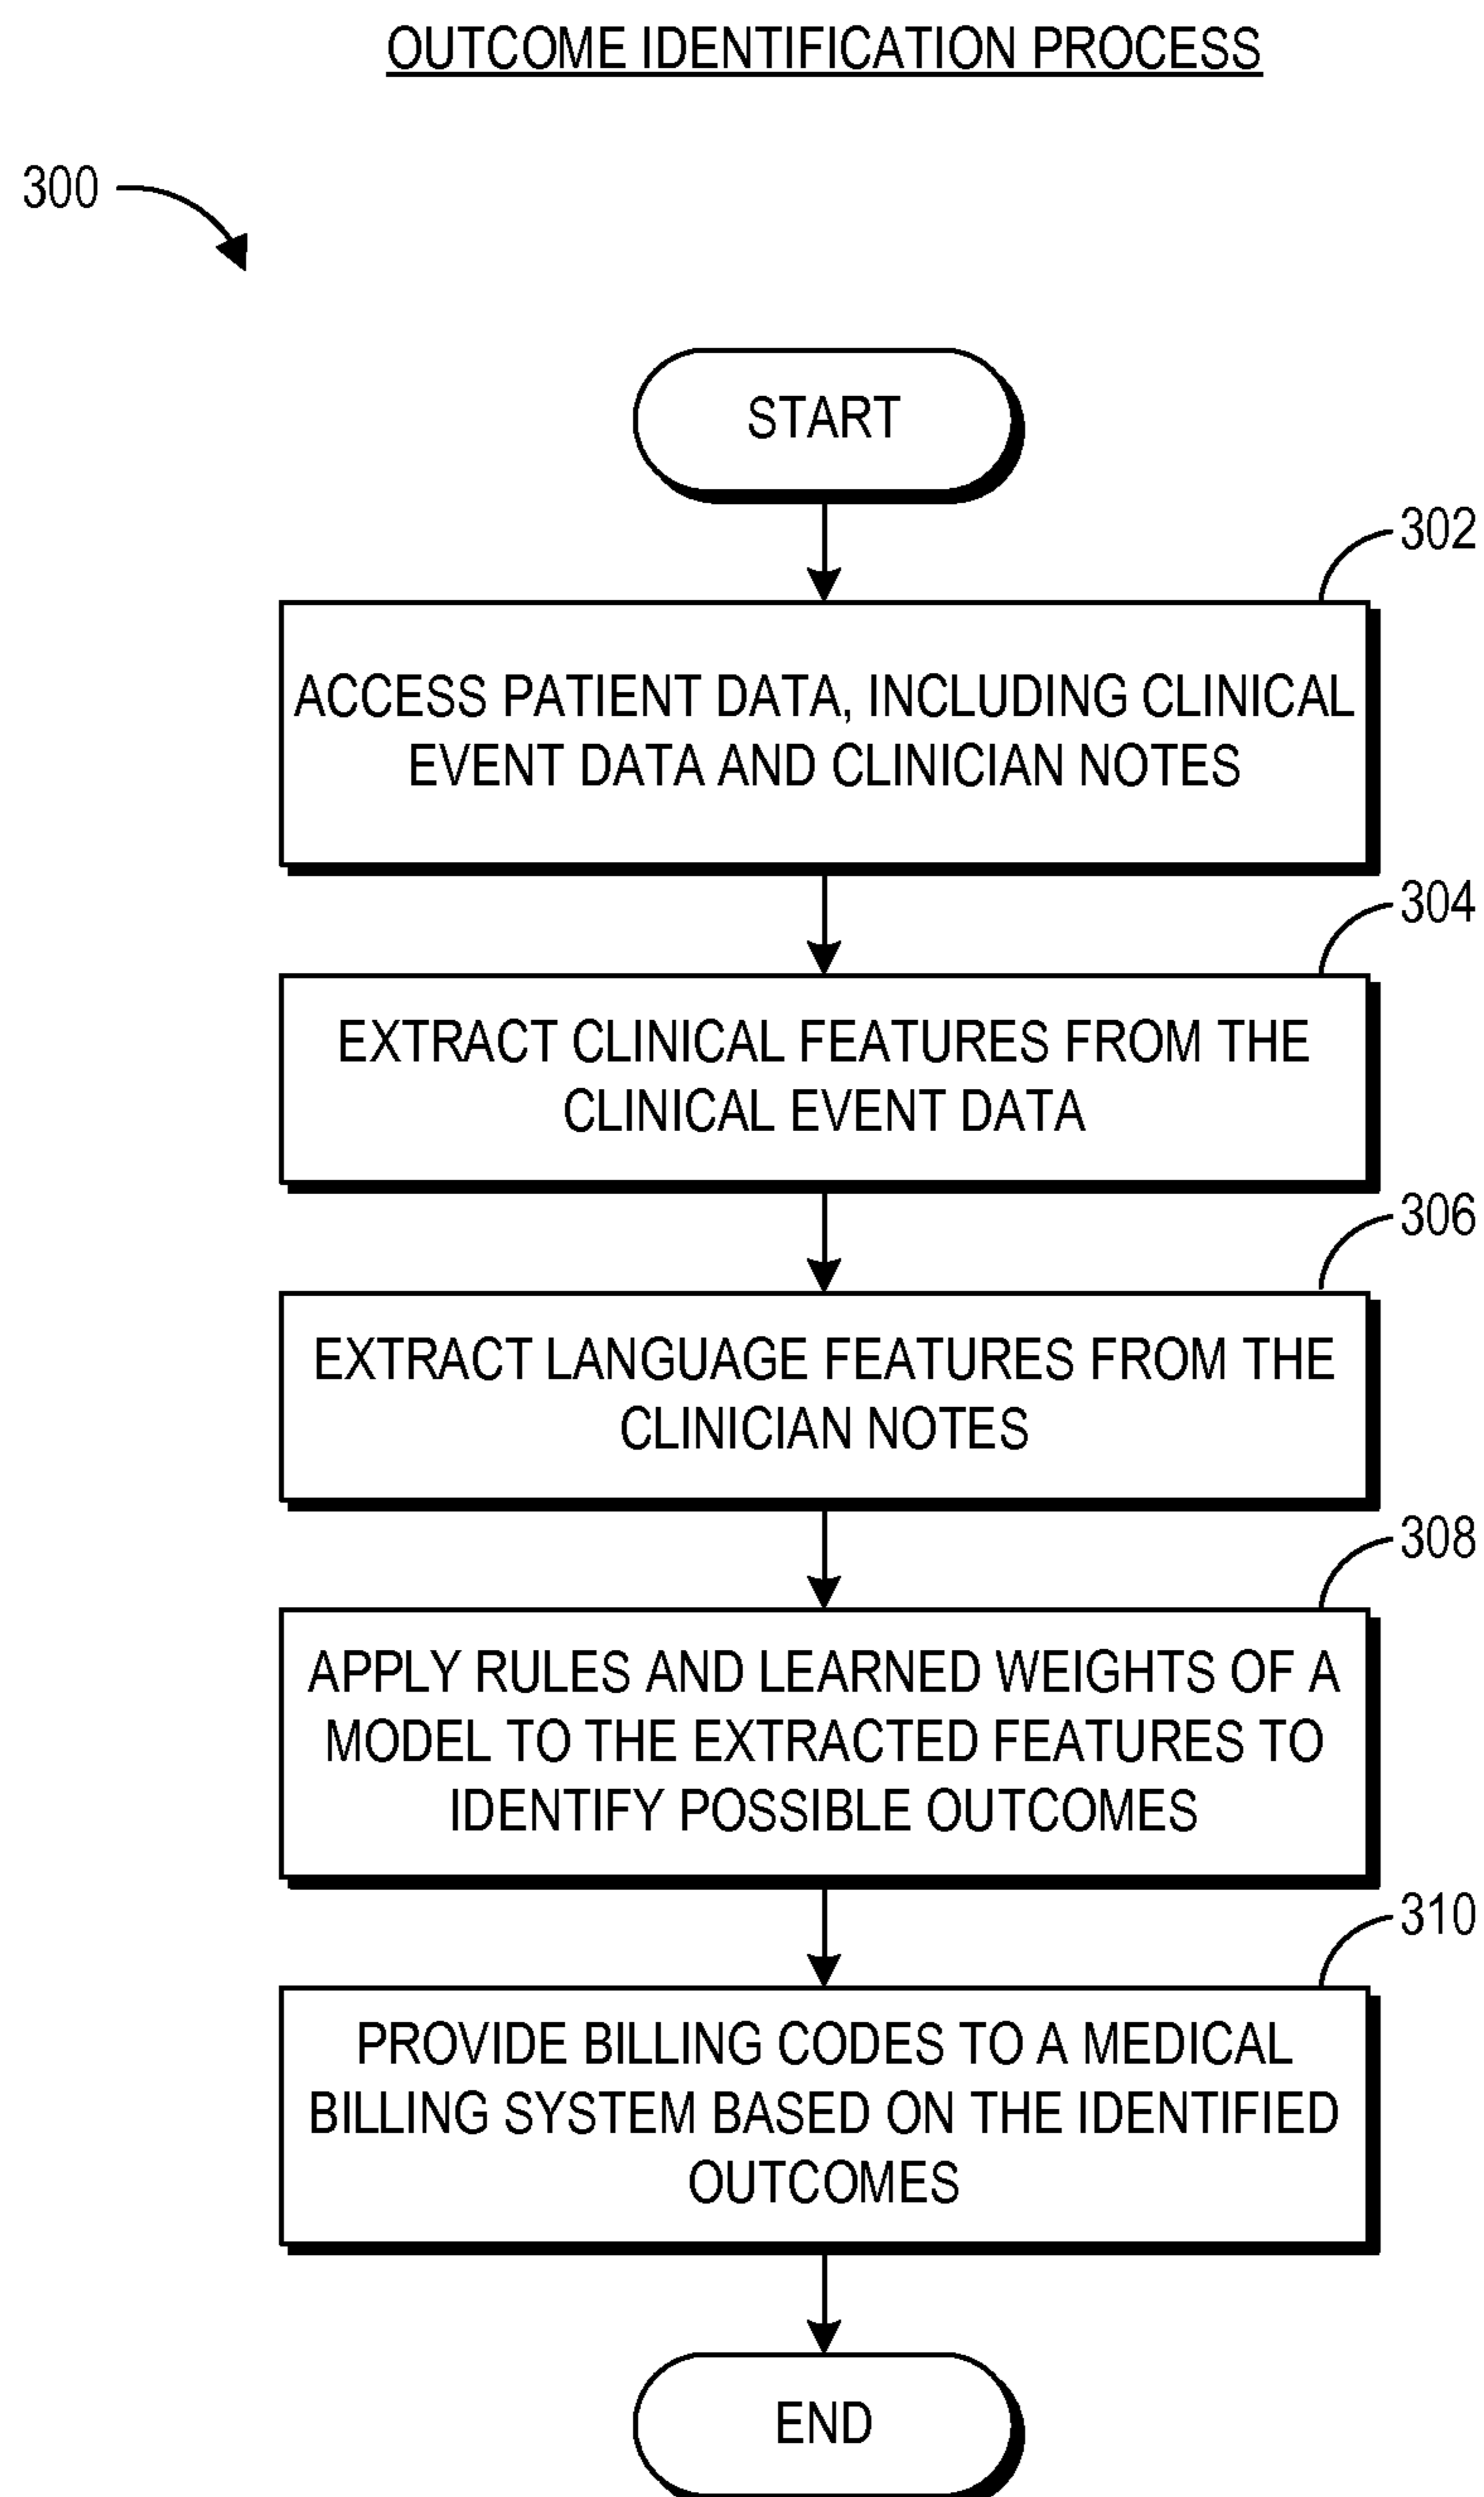 OUTCOME IDENTIFICATION PROCESS
300
START
302
ACCESS PATIENT DATA, INCLUDING CLINICAL
EVENT DATA AND CLINICIAN NOTES
304
EXTRACT CLINICAL FEATURES FROM THE
CLINICAL EVENT DATA
306
EXTRACT LANGUAGE FEATURES FROM THE
CLINICIAN NOTES
308
APPLY RULES AND LEARNED WEIGHTS OF A
MODEL TO THE EXTRACTED FEATURES TO
IDENTIFY POSSIBLE OUTCOMES
310
PROVIDE BILLING CODES TO A MEDICAL
BILLING SYSTEM BASED ON THE IDENTIFIED
OUTCOMES
END